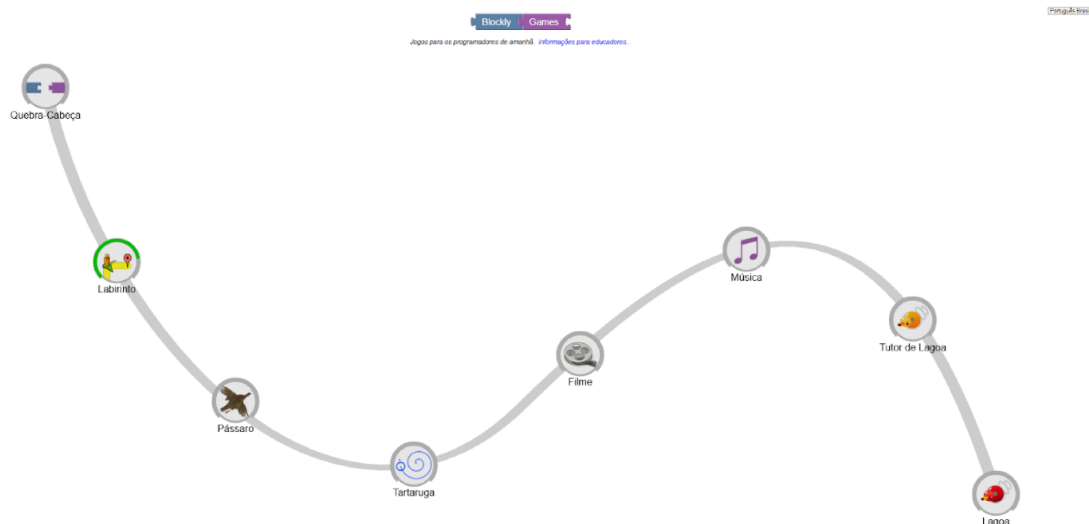 Blockly Games
Português Brasil
Jogos para os programadores de amanhã. Informações para educadores...
Quebra-Cabeça
Labirinto
Pássaro
Tartaruga
Filme
Música
Tutor de Lagoa
Lagoa